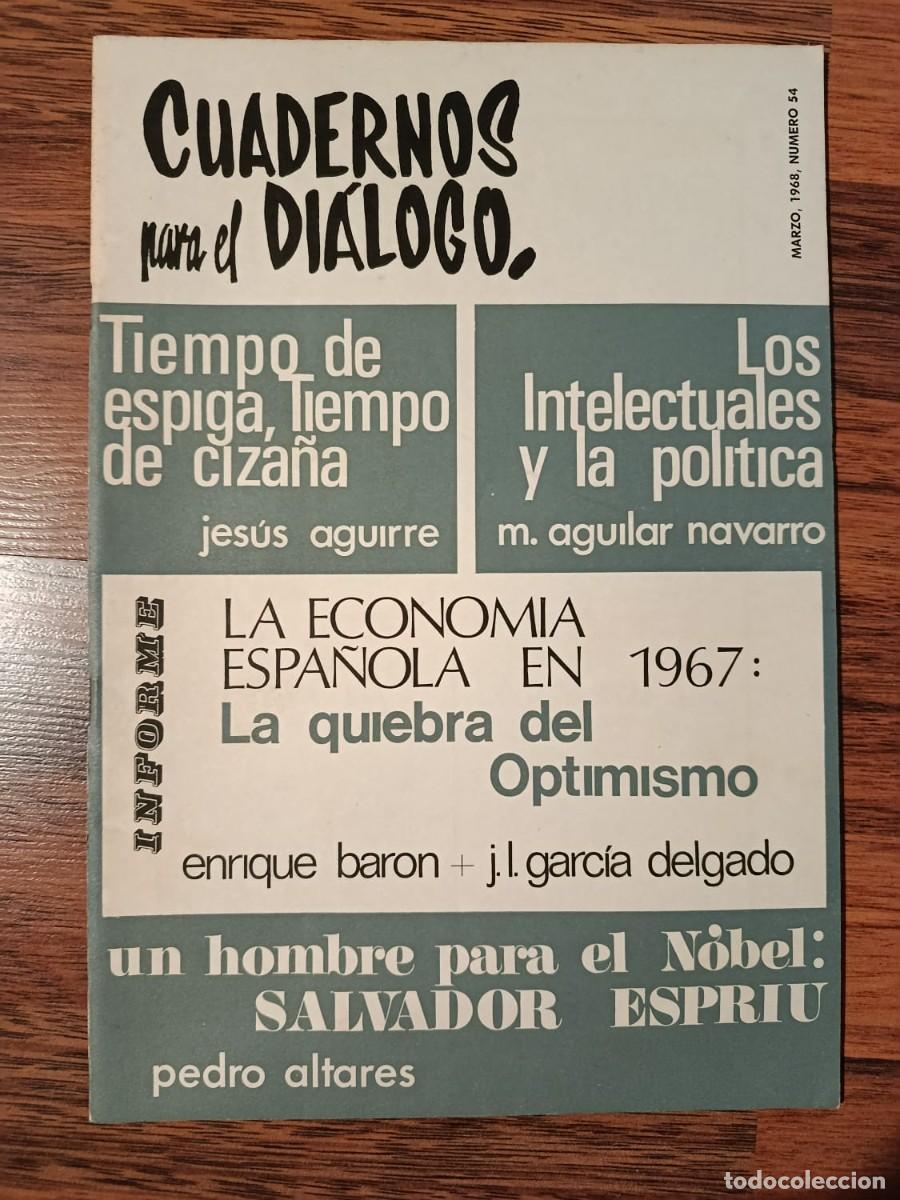 CUADERNOS
para el DIÁLOGO.
MARZO, 1968, NUMERO 54
Tiempo de
espiga, Tiempo
de cizaña
jesús aguirre
Los
Intelectuales
y la política
m. aguilar navarro
INFORME
LA ECONOMIA
ESPAÑOLA EN 1967:
La quiebra del
Optimismo
enrique baron + j.l. garcía delgado
un hombre para el Nobel:
SALVADOR ESPRIU
pedro altares
todocoleccion